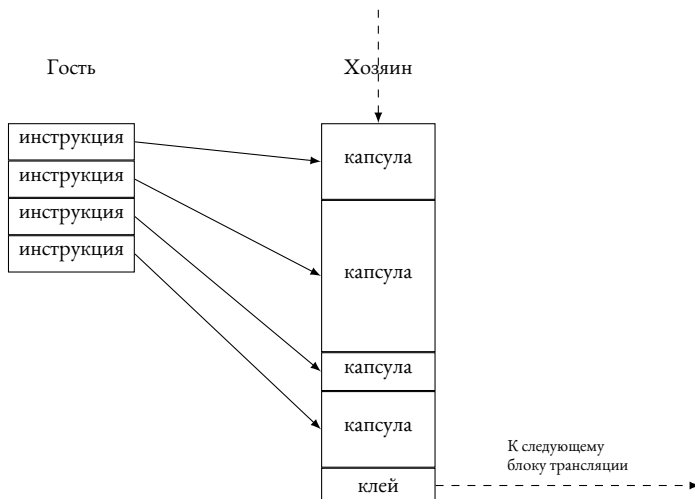 Гость
Хозяин
инструкция
инструкция
инструкция
инструкция
капсула
капсула
капсула
капсула
клей
К следующему
блоку трансляции